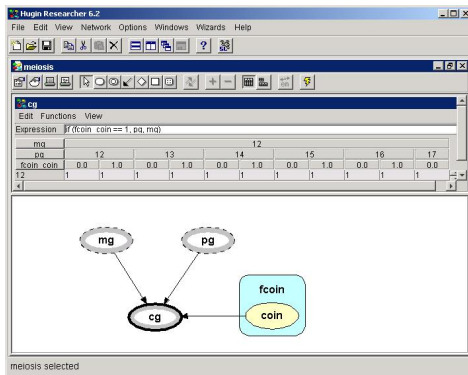 Hugin Researcher 6.2
File Edit View Network Options Windows Wizards Help
meiosis
cg
Edit Functions View
Expression if (fcoin_coin == 1, pg, mg)
mg 12
pg 12 13 14 15 16 17
fcoin_coin 0.0 1.0 0.0 1.0 0.0 1.0 0.0 1.0 0.0 1.0 0.0
12 1 1 1 1 1 1 1 1 1 1 1
mg pg
fcoin
cg coin
meiosis selected